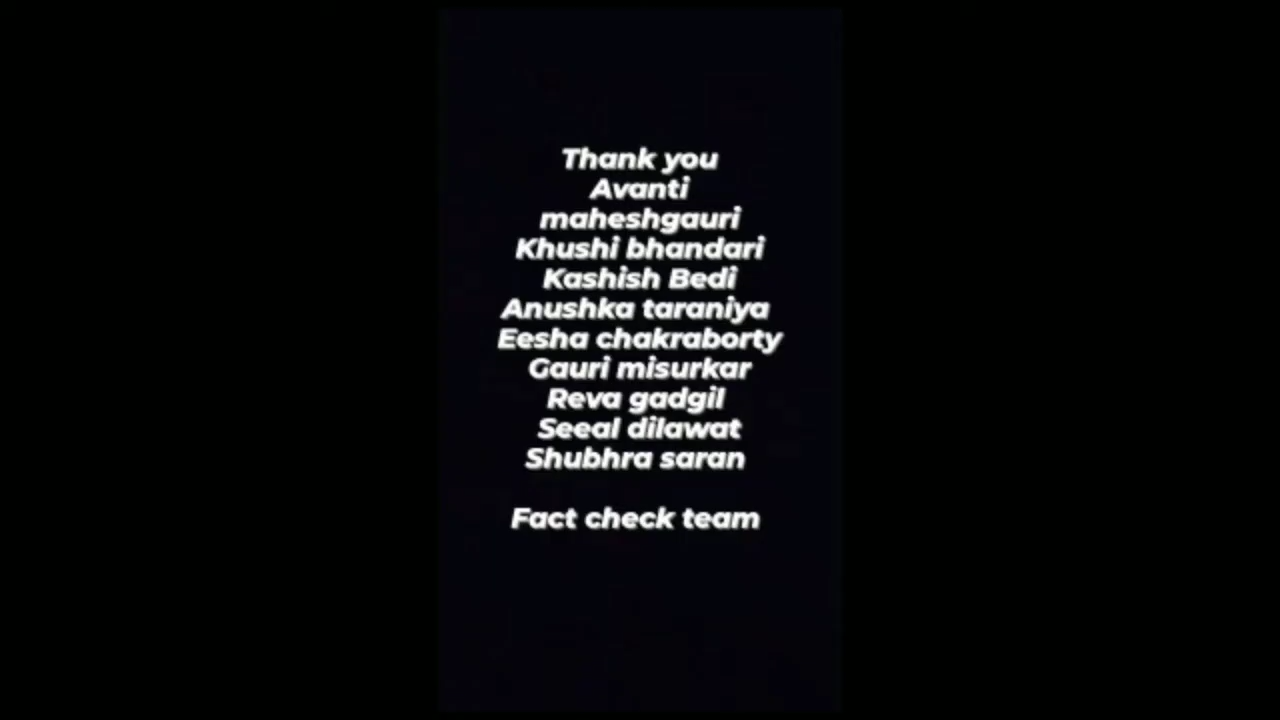 Thank you
Avanti
maheshgauri
Khushi bhandari
Kashish Bedi
Anushka taraniya
Eesha chakraborty
Gauri misurkar
Reva gadgil
Seeal dilawat
Shubhra saran
Fact check team